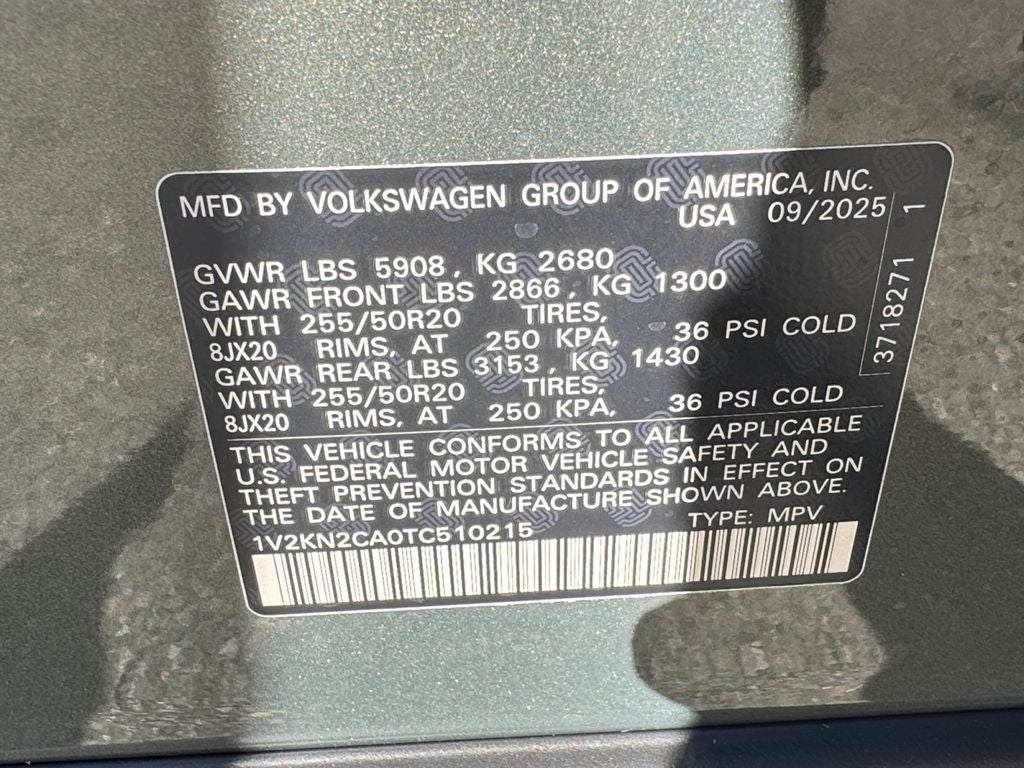 MFD BY VOLKSWAGEN GROUP OF AMERICA, INC.
USA 09/2025
GVWR LBS 5908, KG 2680
GAWR FRONT LBS 2866, KG 1300
WITH 255/50R20 TIRES,
8JX20 RIMS, AT 250 KPA, 36 PSI COLD
GAWR REAR LBS 3153, KG 1430
WITH 255/50R20 TIRES,
8JX20 RIMS, AT 250 KPA, 36 PSI COLD
THIS VEHICLE CONFORMS TO ALL APPLICABLE
U.S. FEDERAL MOTOR VEHICLE SAFETY AND
THEFT PREVENTION STANDARDS IN EFFECT ON
THE DATE OF MANUFACTURE SHOWN ABOVE.
1V2KN2CA0TC510215 TYPE: MPV
3718271 1